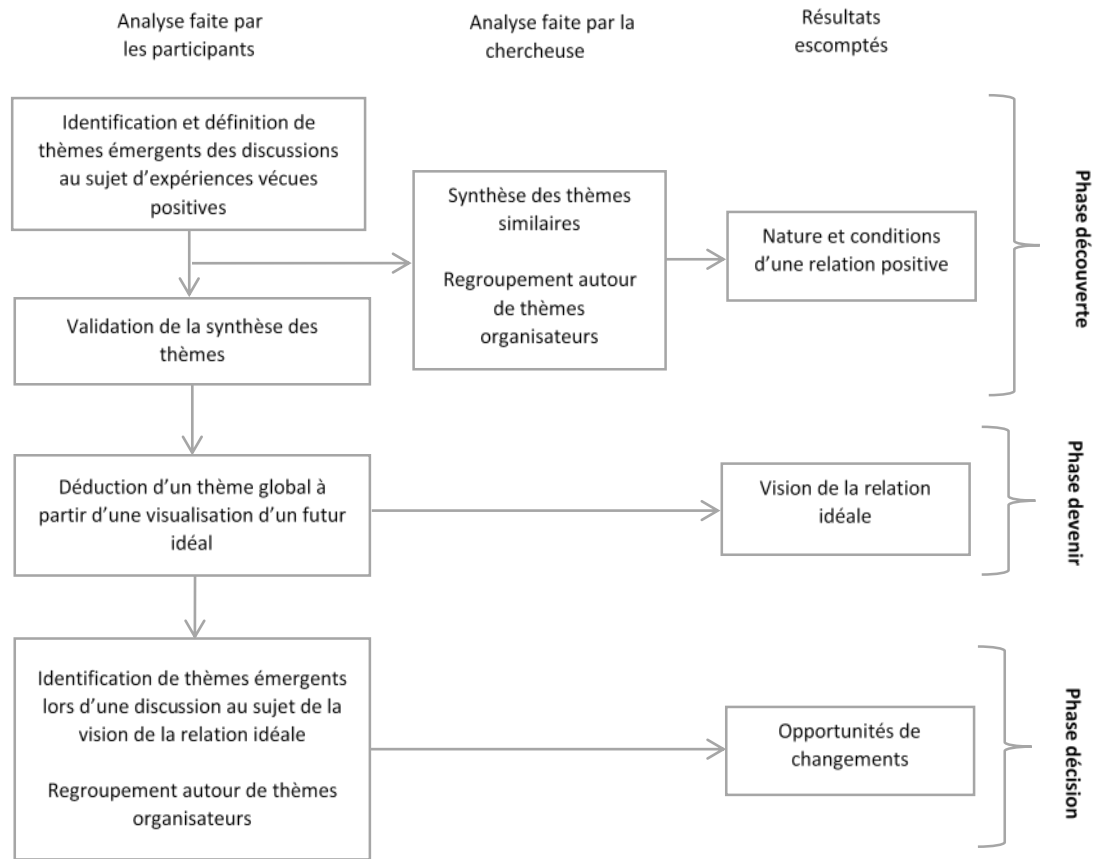 Analyse faite par
les participants
Analyse faite par la
chercheuse
Résultats
escomptés
Identification et définition de
thèmes émergents des discussions
au sujet d'expériences vécues
positives
Synthèse des thèmes
similaires
Regroupement autour
de thèmes
organisateurs
Nature et conditions
d'une relation positive
Phase découverte
Validation de la synthèse des
thèmes
Déduction d'un thème global à
partir d'une visualisation d'un futur
idéal
Vision de la relation
idéale
Phase devenir
Identification de thèmes émergents
lors d'une discussion au sujet de la
vision de la relation idéale
Regroupement autour de thèmes
organisateurs
Opportunités de
changements
Phase décision